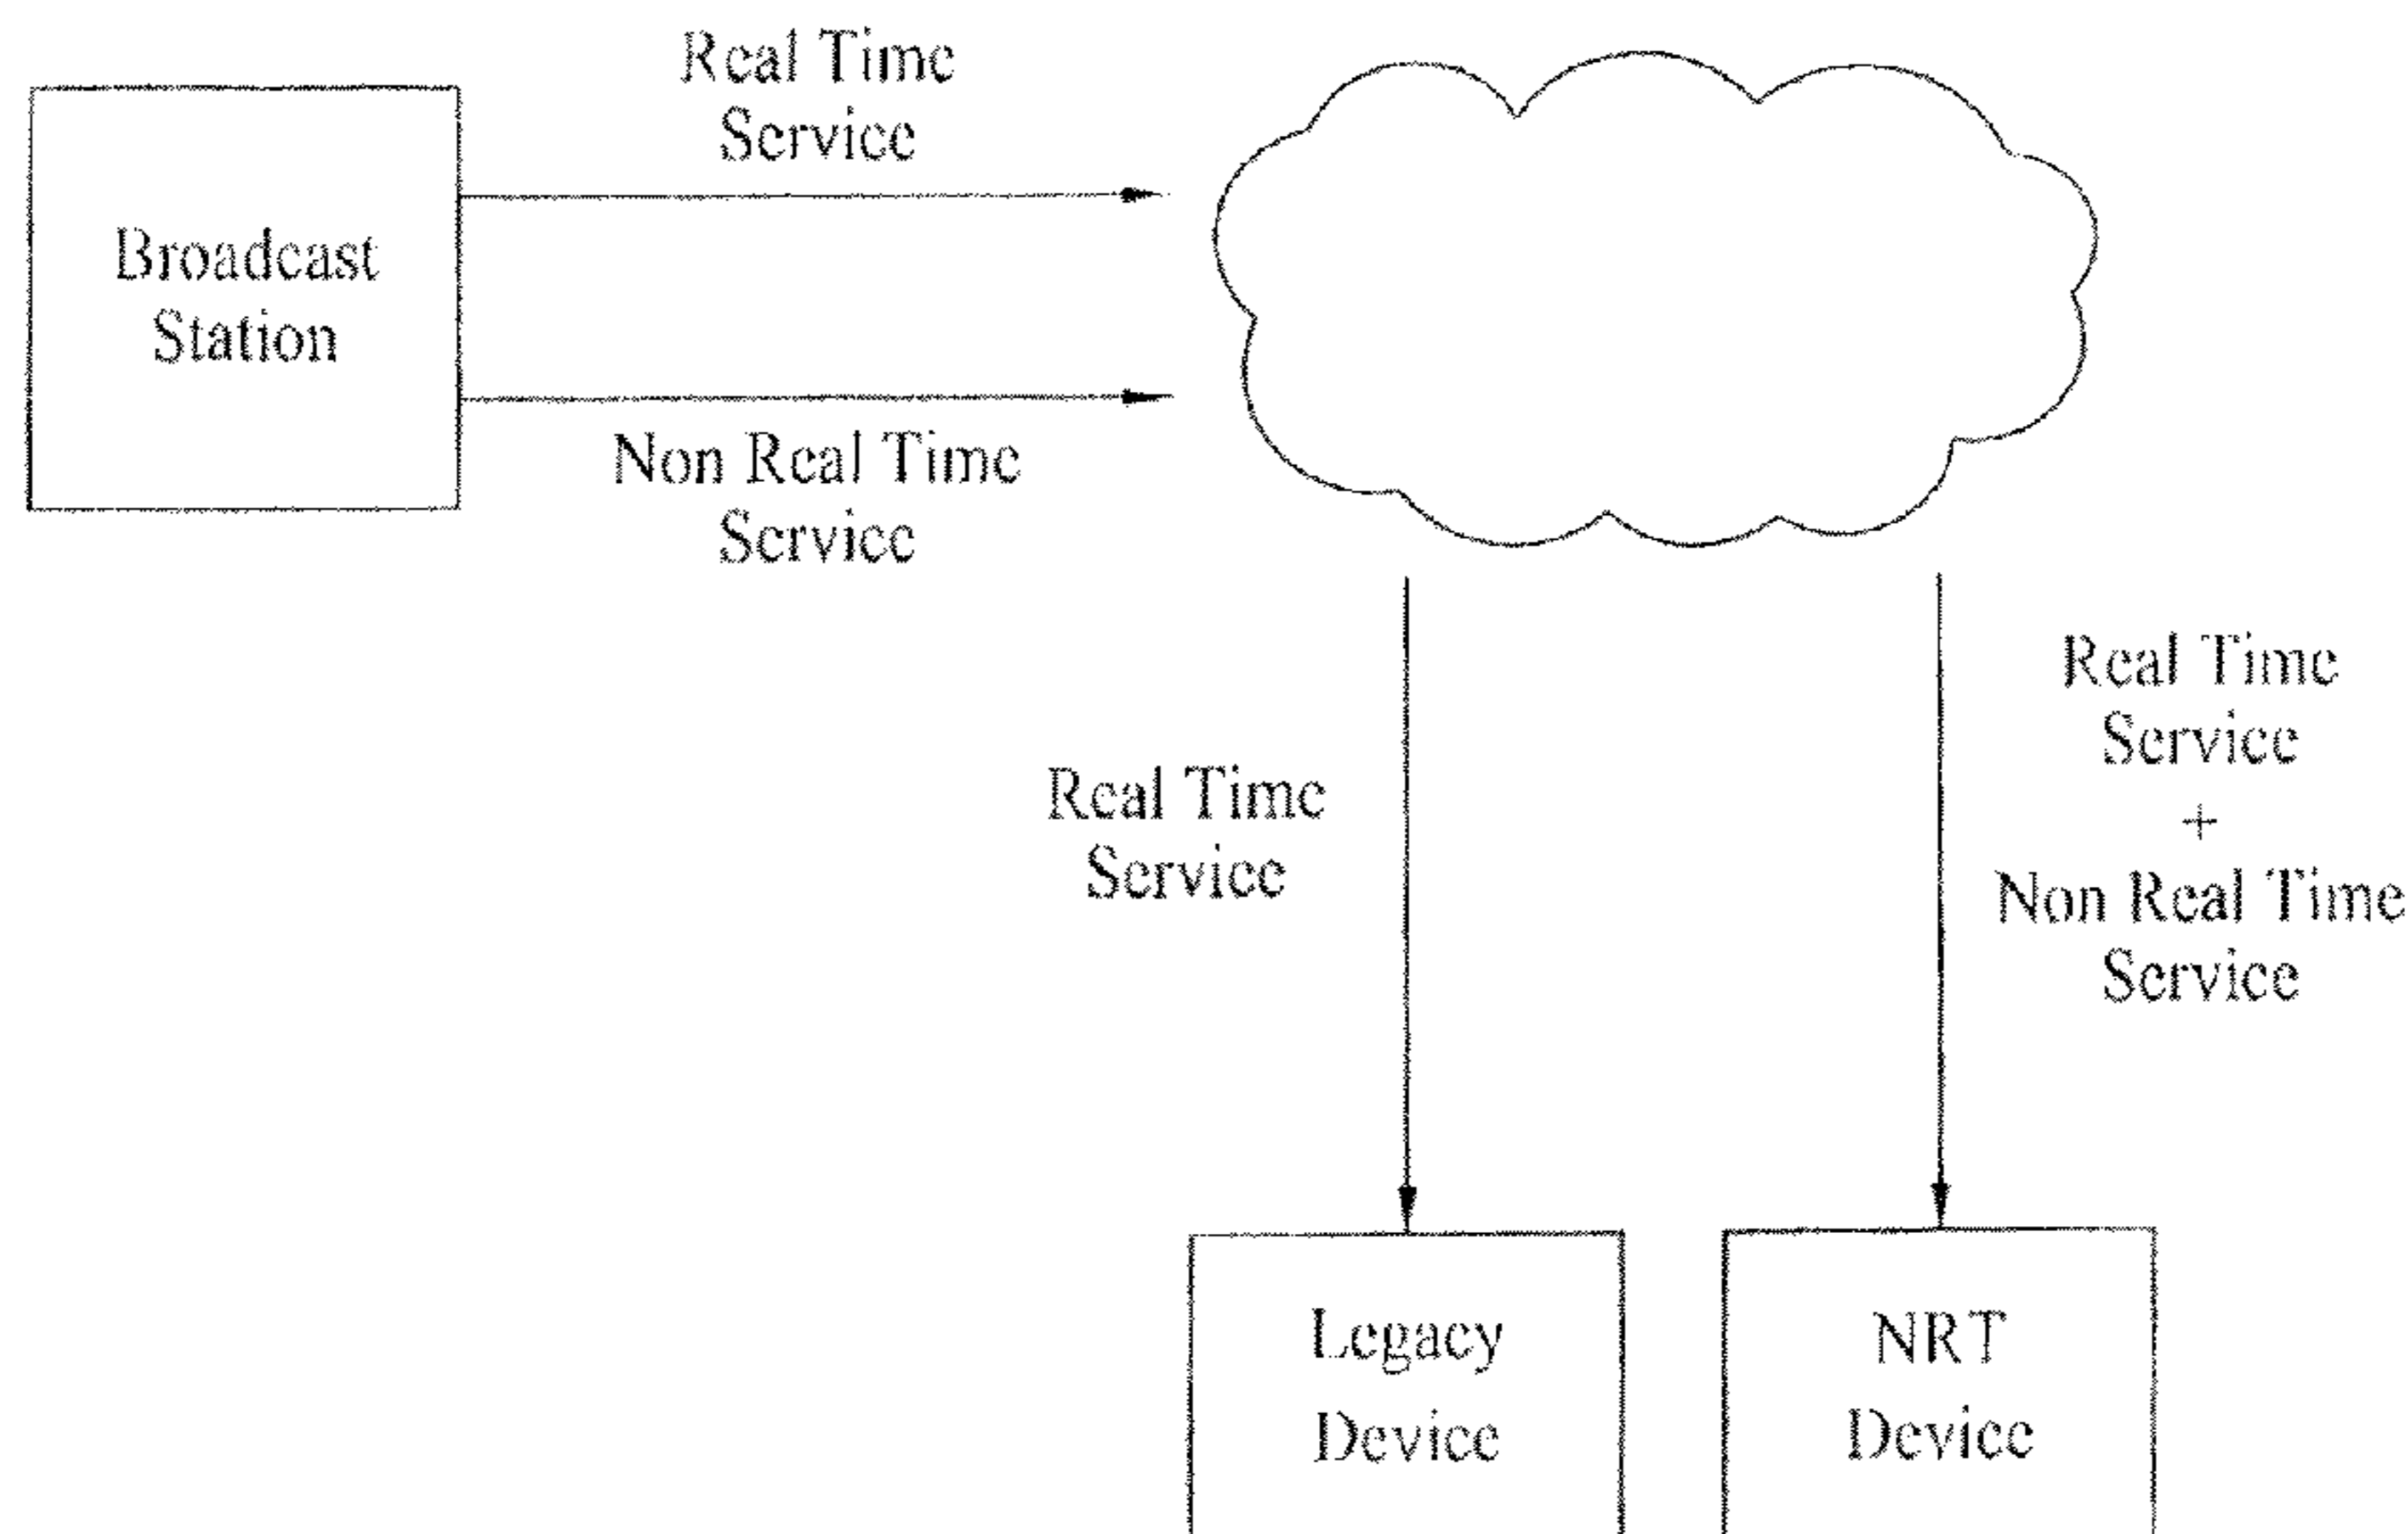 Real Time
Service
Broadcast
Station
Non Real Time
Service
Real Time
Service
Real Time
Service
+
Non Real Time
Service
Legacy
Device
NRT
Device